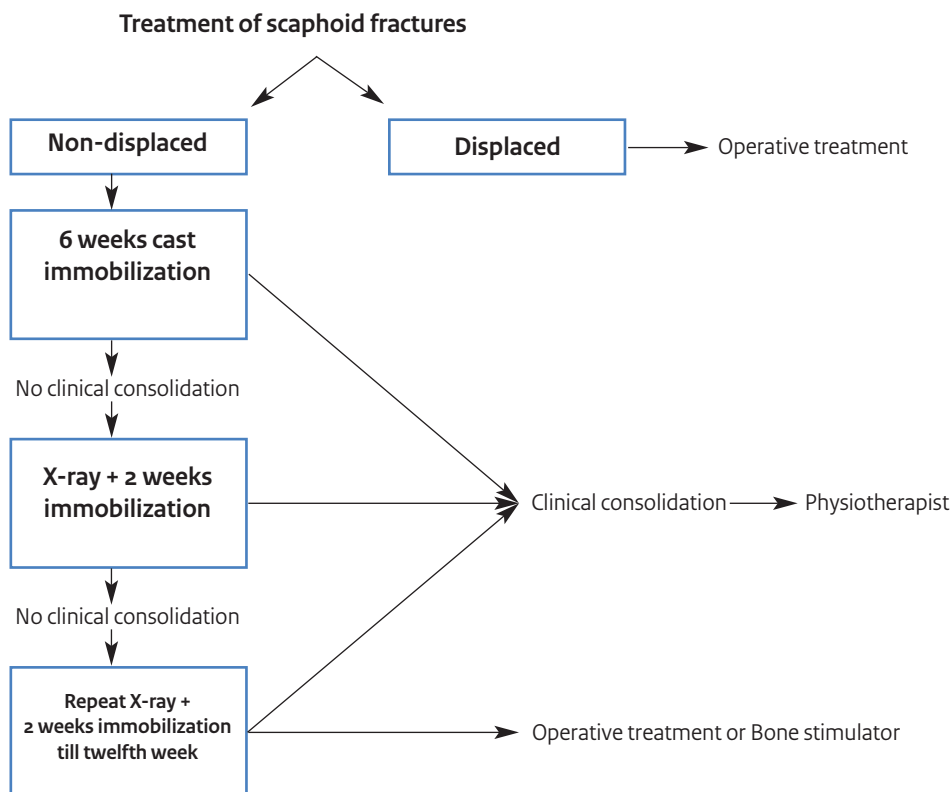 Treatment of scaphoid fractures
Non-displaced
Displaced
Operative treatment
6 weeks cast
immobilization
No clinical consolidation
X-ray + 2 weeks
immobilization
Clinical consolidation
Physiotherapist
No clinical consolidation
Repeat X-ray +
2 weeks immobilization
till twelfth week
Operative treatment or Bone stimulator